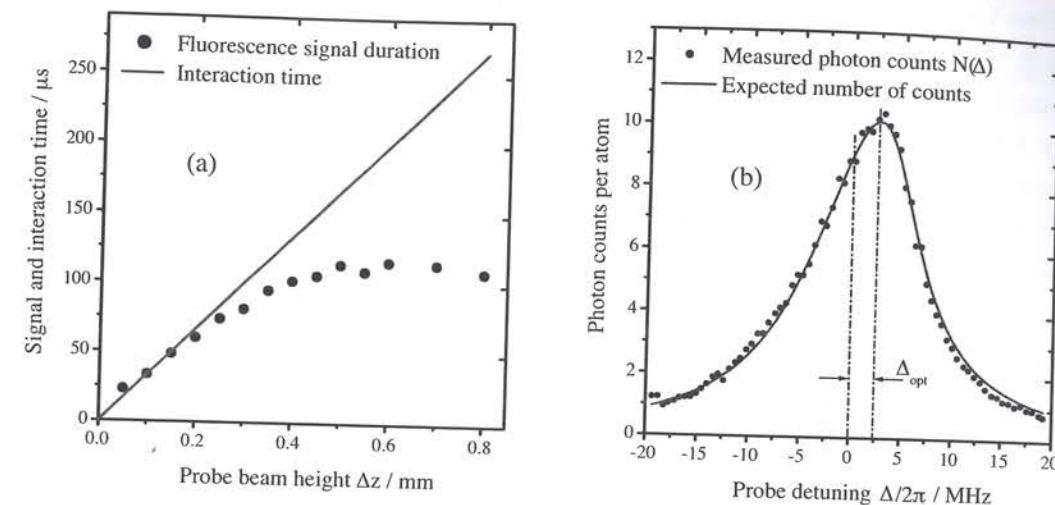 Fluorescence signal duration
Interaction time
(a)
Signal and interaction time / μs
250
200
150
100
50
0
0.0 0.2 0.4 0.6 0.8
Probe beam height Δz / mm
Measured photon counts N(Δ)
Expected number of counts
(b)
Photon counts per atom
12
10
8
6
4
2
0
Δopt
-20 -15 -10 -5 0 5 10 15 20
Probe detuning Δ/2π / MHz